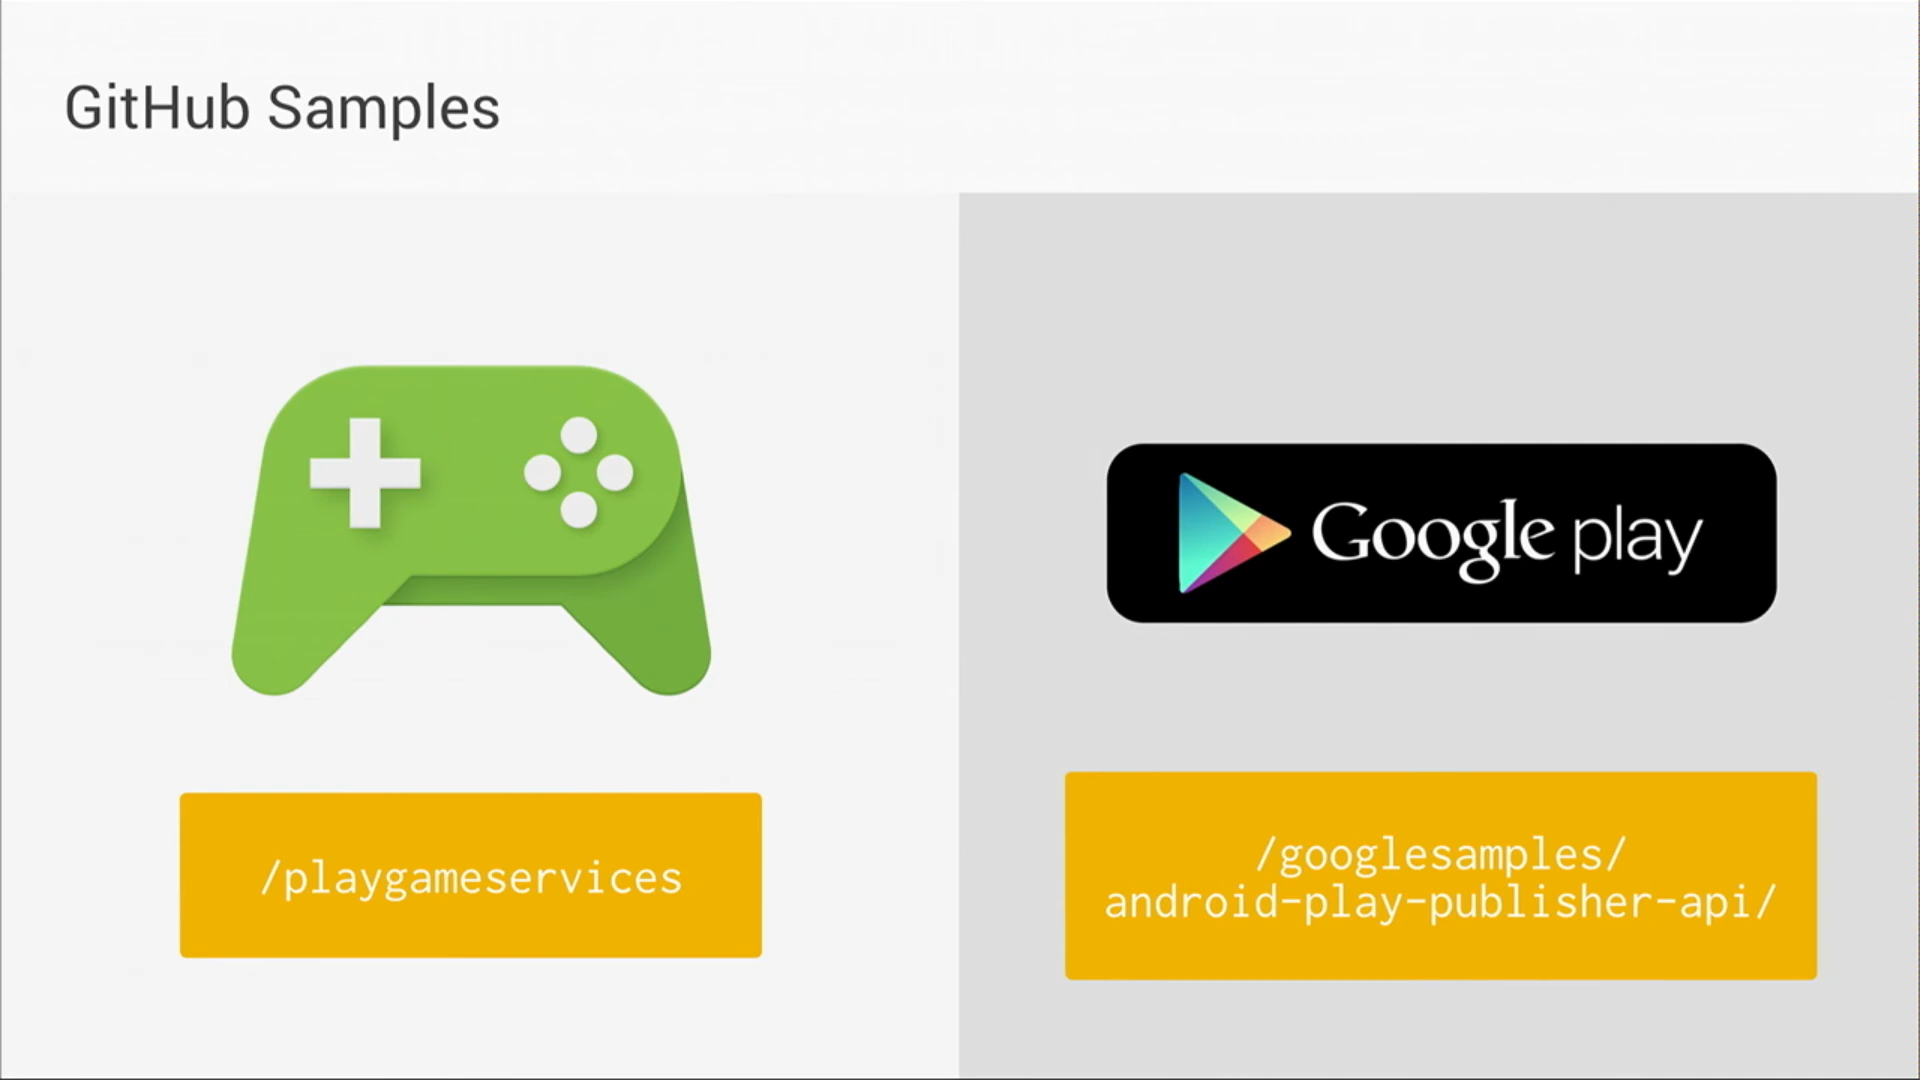 GitHub Samples
/playgameservices
Google play
/googlesamples/
android-play-publisher-api/